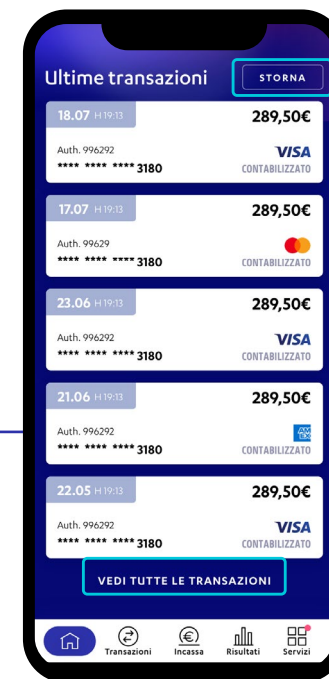 Ultime transazioni STORNA
18.07 H 19:13 289,50€
Auth. 996292 VISA
**** **** **** 3180 CONTABILIZZATO
17.07 H 19:13 289,50€
Auth. 99629
**** **** **** 3180 CONTABILIZZATO
23.06 H 19:13 289,50€
Auth. 996292 VISA
**** **** **** 3180 CONTABILIZZATO
21.06 H 19:13 289,50€
Auth. 996292 AMEX
**** **** **** 3180 CONTABILIZZATO
22.05 H 19:13 289,50€
Auth. 996292 VISA
**** **** **** 3180 CONTABILIZZATO
VEDI TUTTE LE TRANSAZIONI
Transazioni Incassa Risultati Servizi